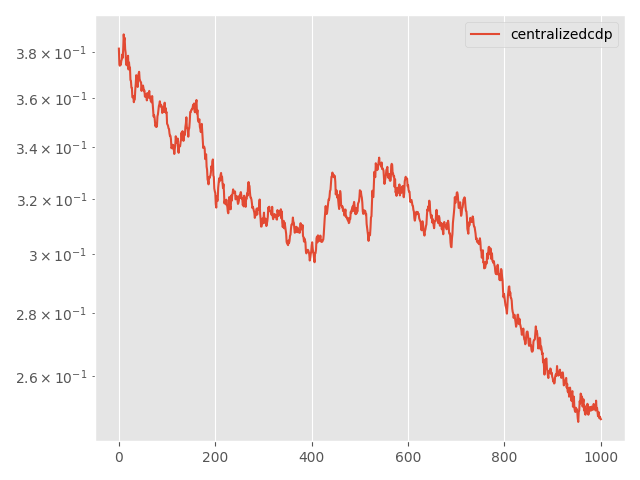 centralizedcdp
3.8 × 10⁻¹
3.6 × 10⁻¹
3.4 × 10⁻¹
3.2 × 10⁻¹
3 × 10⁻¹
2.8 × 10⁻¹
2.6 × 10⁻¹
0 200 400 600 800 1000